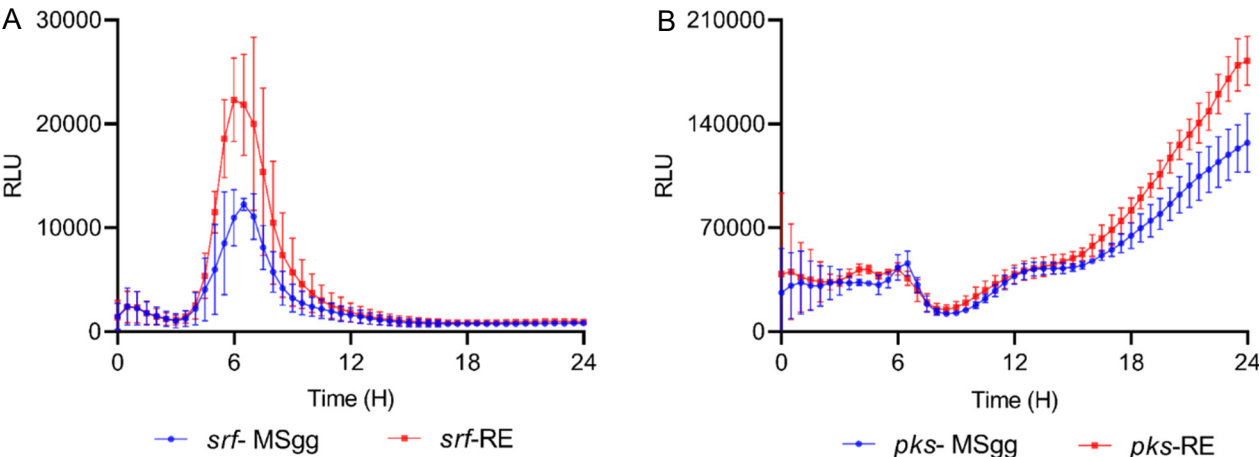 A
30000
20000
10000
0
RLU
0 6 12 18 24
Time (H)
srf- MSgg srf-RE
B
210000
140000
70000
0
RLU
0 6 12 18 24
Time (H)
pks- MSgg pks-RE